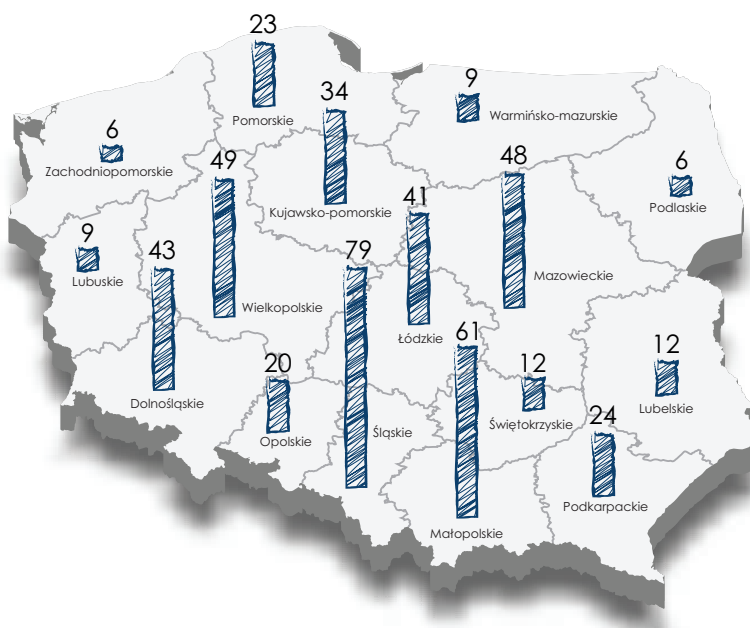 23
Pomorskie
34
Kujawsko-pomorskie
9
Warmińsko-mazurskie
6
Zachodniopomorskie
49
Wielkopolskie
48
Mazowieckie
6
Podlaskie
41
Łódzkie
9
Lubuskie
43
Dolnośląskie
79
Śląskie
61
Małopolskie
20
Opolskie
12
Świętokrzyskie
12
Lubelskie
24
Podkarpackie